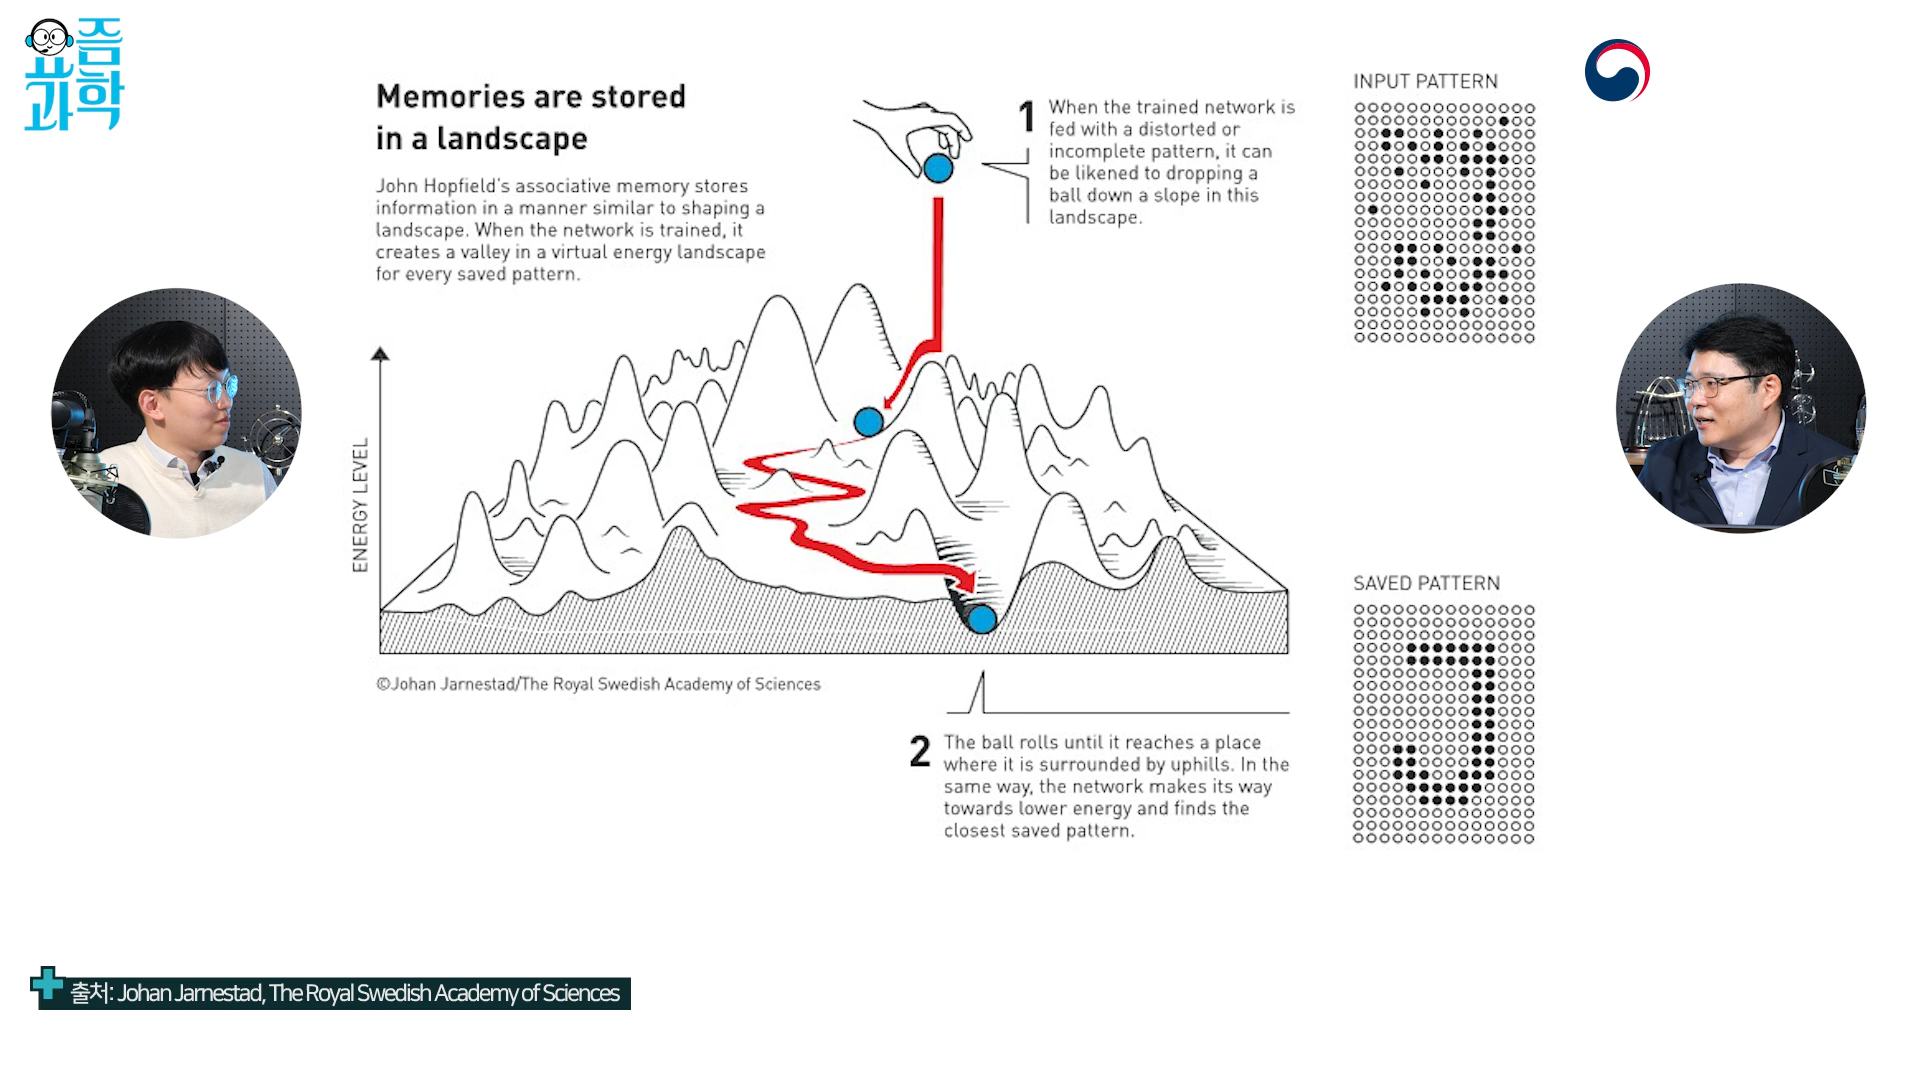 요즘
과학
Memories are stored
in a landscape
John Hopfield's associative memory stores
information in a manner similar to shaping a
landscape. When the network is trained, it
creates a valley in a virtual energy landscape
for every saved pattern.
1
When the trained network is
fed with a distorted or
incomplete pattern, it can
be likened to dropping a
ball down a slope in this
landscape.
INPUT PATTERN
ENERGY LEVEL
SAVED PATTERN
©Johan Jarnestad/The Royal Swedish Academy of Sciences
2
The ball rolls until it reaches a place
where it is surrounded by uphills. In the
same way, the network makes its way
towards lower energy and finds the
closest saved pattern.
출처: Johan Jarnestad, The Royal Swedish Academy of Sciences